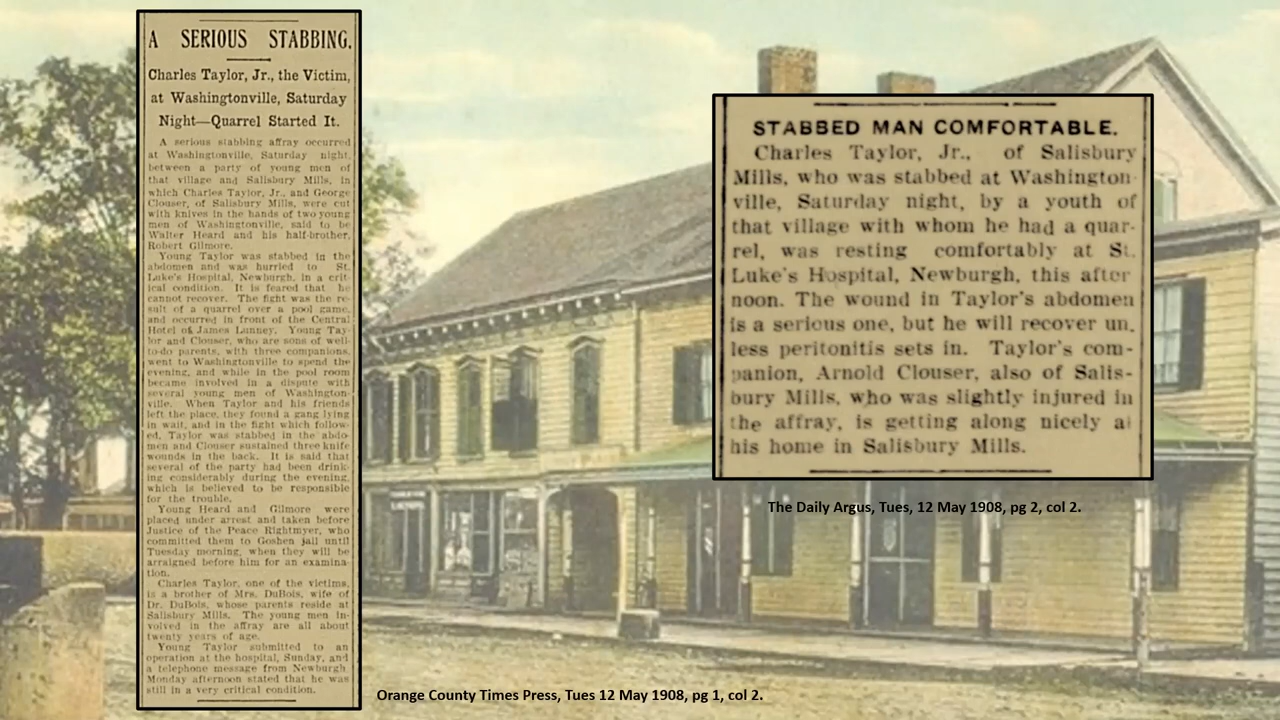 A SERIOUS STABBING.
Charles Taylor, Jr., the Victim,
at Washingtonville, Saturday
Night—Quarrel Started It.
A serious stabbing affray occurred
at Washingtonville, Saturday night,
between a party of young men of
that village and Salisbury Mills, in
which Charles Taylor, Jr., and George
Clouser, of Salisbury Mills, were cut
with knives in the hands of two young
men of Washingtonville, said to be
Walter Heard and his half-brother,
Robert Gilmore.
Young Taylor was stabbed in the
abdomen and was hurried to St.
Luke's Hospital, Newburgh, in a crit-
ical condition. It is feared that he
cannot recover. The fight was the re-
sult of a quarrel over a pool game,
and occurred in front of the Central
Hotel of James Lunney. Young Tay-
lor and Clouser, who are sons of well-
to-do parents, with three companions,
went to Washingtonville to spend the
evening, and while in the pool room
became involved in a dispute with
several young men of Washington-
ville. When Taylor and his friends
left the place, they found a gang lying
in wait, and in the fight which follow-
ed, Taylor was stabbed in the abdo-
men and Clouser sustained three knife
wounds in the back. It is said that
several of the party had been drink-
ing considerably during the evening,
which is believed to be responsible
for the trouble.
Young Heard and Gilmore were
placed under arrest and taken before
Justice of the Peace Rightmyer, who
committed them to Goshen jail until
Tuesday morning, when they will be
arraigned before him for an examina-
tion.
Charles Taylor, one of the victims,
is a brother of Mrs. DuBois, wife of
Dr. DuBois, whose parents reside at
Salisbury Mills. The young men in-
volved in the affray are all about
twenty years of age.
Young Taylor submitted to an
operation at the hospital, Sunday, and
a telephone message from Newburgh
Monday afternoon stated that he was
still in a very critical condition.
Orange County Times Press, Tues 12 May 1908, pg 1, col 2.
STABBED MAN COMFORTABLE.
Charles Taylor, Jr., of Salisbury
Mills, who was stabbed at Washington-
ville, Saturday night, by a youth of
that village with whom he had a quar-
rel, was resting comfortably at St.
Luke's Hospital, Newburgh, this after
noon. The wound in Taylor's abdomen
is a serious one, but he will recover un.
less peritonitis sets in. Taylor's com-
panion, Arnold Clouser, also of Salis-
bury Mills, who was slightly injured in
the affray, is getting along nicely at
his home in Salisbury Mills.
The Daily Argus, Tues, 12 May 1908, pg 2, col 2.